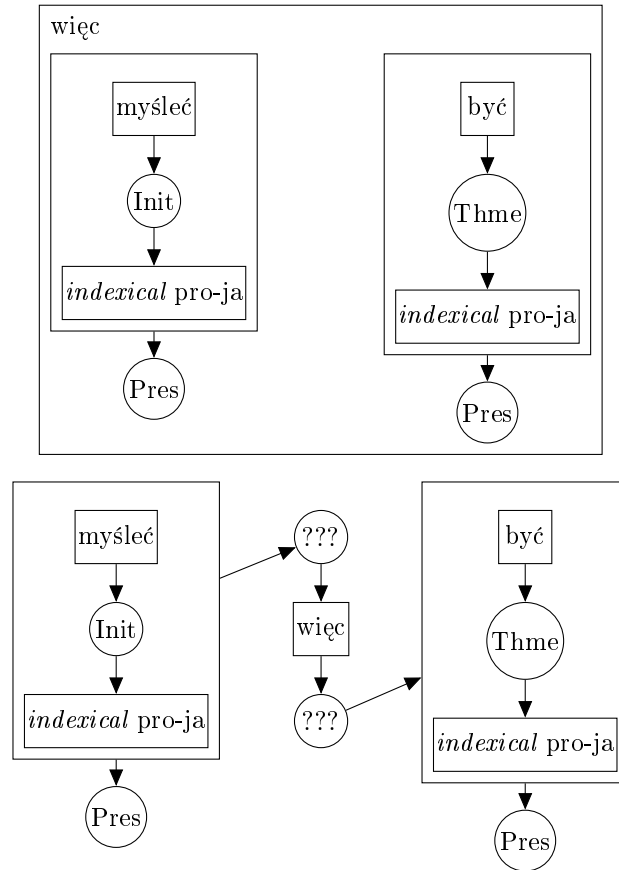 więc
myśleć
być
Init
Thme
indexical pro-ja
indexical pro-ja
Pres
Pres
myśleć
???
być
Init
więc
Thme
indexical pro-ja
???
indexical pro-ja
Pres
Pres